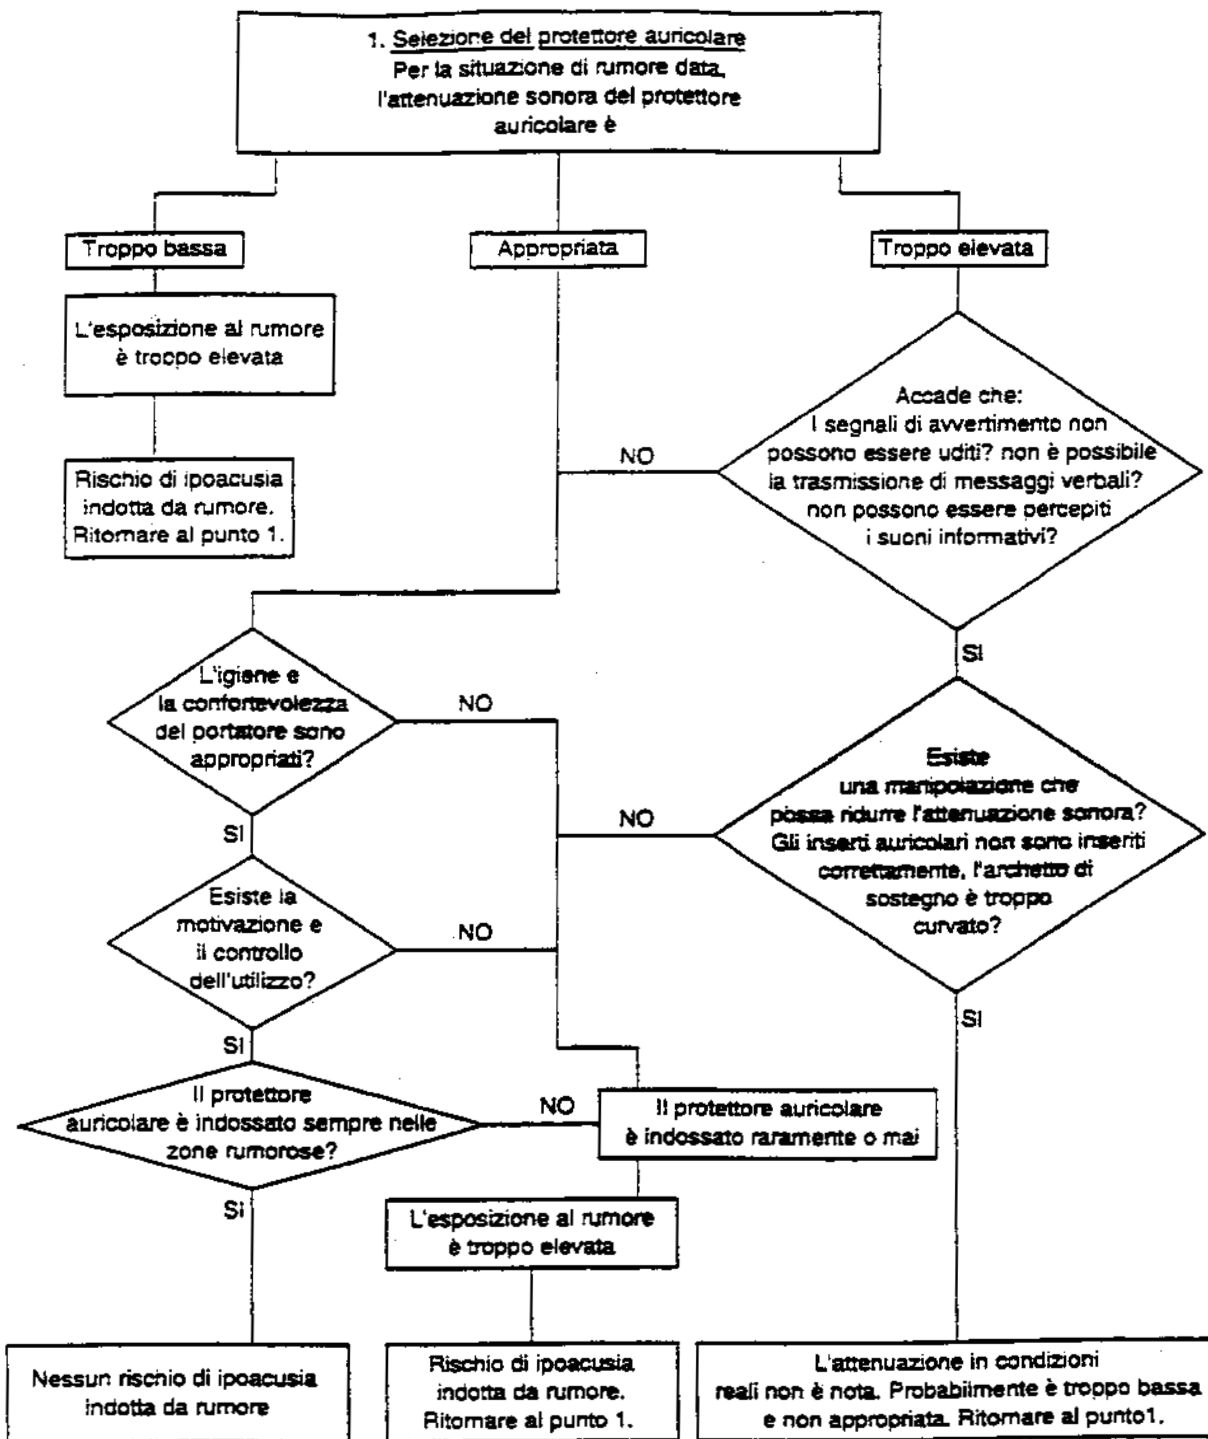 1. Selezione del protettore auricolare
Per la situazione di rumore data,
l'attenuazione sonora del protettore
auricolare è
Troppo bassa
Appropriata
Troppo elevata
L'esposizione al rumore
è troppo elevata
Rischio di ipoacusia
indotta da rumore.
Ritornare al punto 1.
Accade che:
I segnali di avvertimento non
possono essere uditi? non è possibile
la trasmissione di messaggi verbali?
non possono essere percepiti
i suoni informativi?
NO
SI
L'igiene e
la confortevolezza
del portatore sono
appropriati?
NO
SI
Esiste
una manipolazione che
possa ridurre l'attenuazione sonora?
Gli inserti auricolari non sono inseriti
correttamente, l'archetto di
sostegno è troppo
curvato?
NO
SI
Esiste la
motivazione e
il controllo
dell'utilizzo?
NO
SI
Il protettore
auricolare è indossato sempre nelle
zone rumorose?
NO
SI
Il protettore auricolare
è indossato raramente o mai
L'esposizione al rumore
è troppo elevata
Nessun rischio di ipoacusia
indotta da rumore
Rischio di ipoacusia
indotta da rumore.
Ritornare al punto 1.
L'attenuazione in condizioni
reali non è nota. Probabilmente è troppo bassa
e non appropriata. Ritornare al punto1.